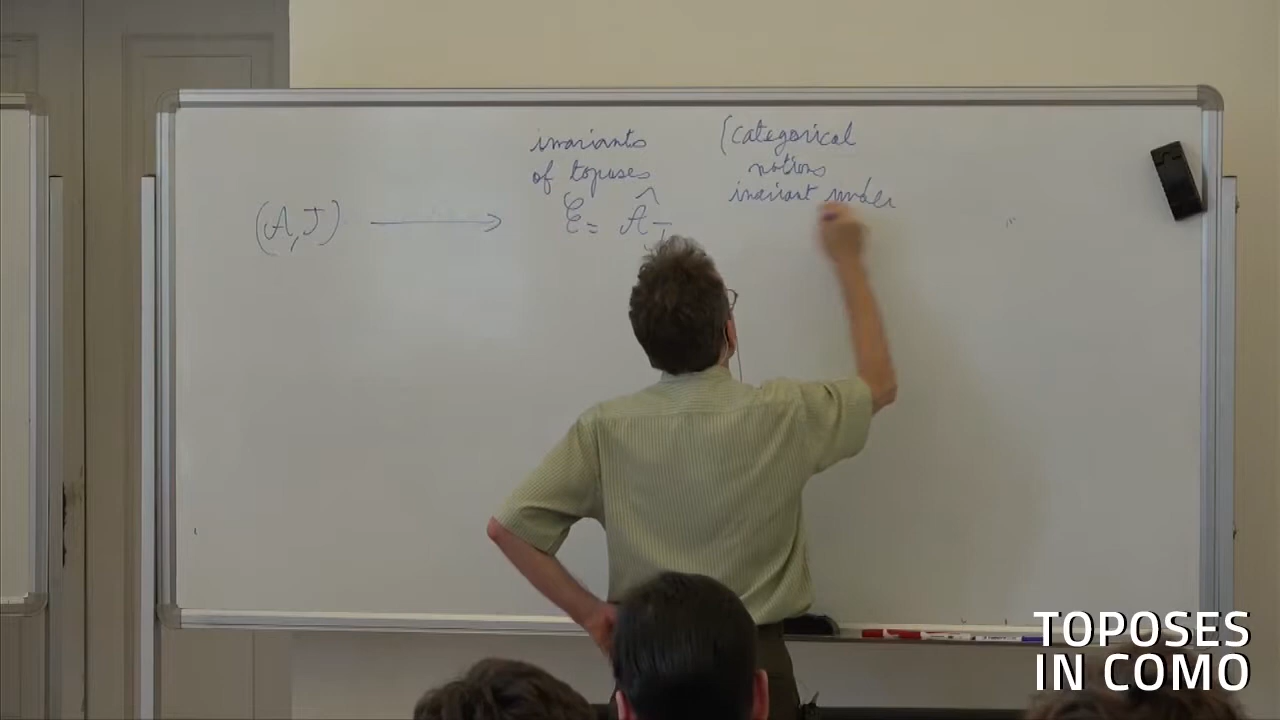 invariants
of toposes
(categorical
notions
invariant under
(A, J) ⟶ ℰ = Â_J
TOPOSES
IN COMO